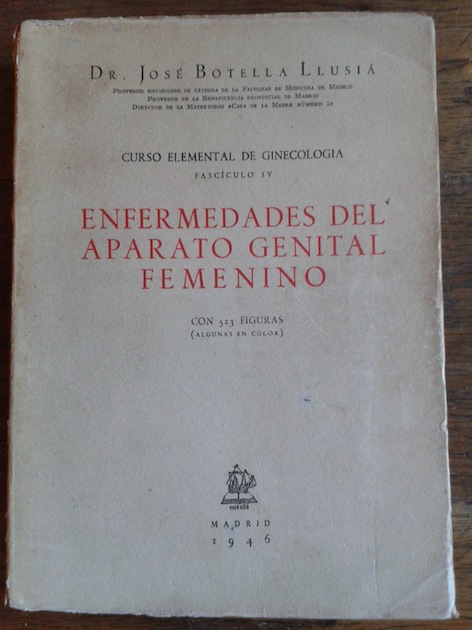 DR. JOSÉ BOTELLA LLUSIÁ
PROFESOR ENCARGADO DE CÁTEDRA DE LA FACULTAD DE MEDICINA DE MADRID
PROFESOR DE LA BENEFICENCIA PROVINCIAL DE MADRID
DIRECTOR DE LA MATERNIDAD «CASA DE LA MADRE NÚMERO 1»
CURSO ELEMENTAL DE GINECOLOGIA
FASCÍCULO IV
ENFERMEDADES DEL
APARATO GENITAL
FEMENINO
CON 523 FIGURAS
(ALGUNAS EN COLOR)
MADRID
1946